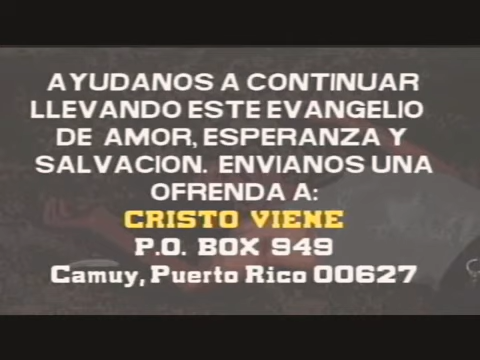 AYUDANOS A CONTINUAR
LLEVANDO ESTE EVANGELIO
DE AMOR, ESPERANZA Y
SALVACION. ENVIANOS UNA
OFRENDA A:
CRISTO VIENE
P.O. BOX 949
Camuy, Puerto Rico 00627